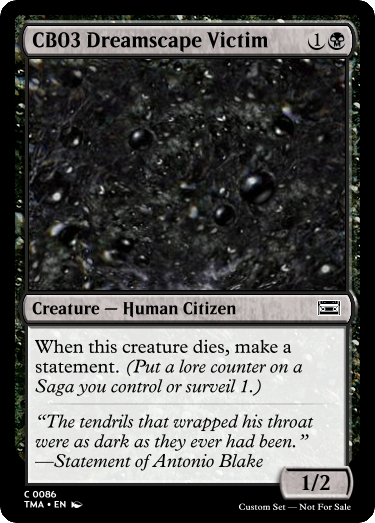 CB03 Dreamscape Victim 1
Creature — Human Citizen
When this creature dies, make a
statement. (Put a lore counter on a
Saga you control or surveil 1.)
“The tendrils that wrapped his throat
were as dark as they ever had been.”
—Statement of Antonio Blake
1/2
C 0086
TMA • EN
Custom Set — Not For Sale